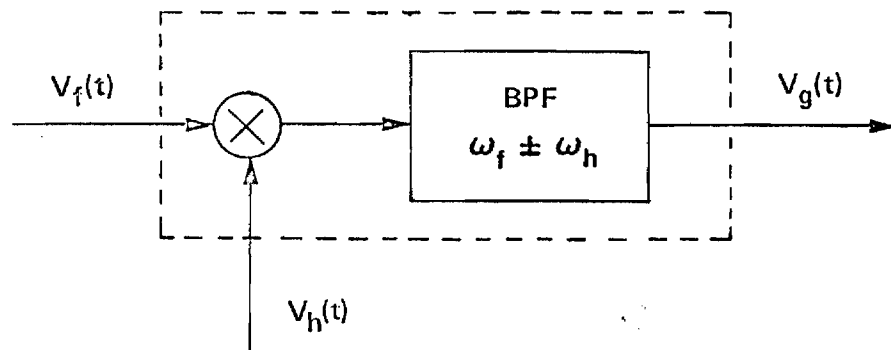 V_f(t)
BPF
ω_f ± ω_h
V_g(t)
V_h(t)